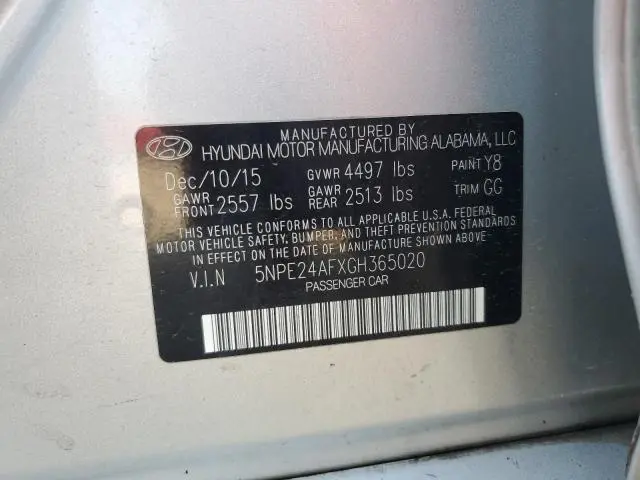 MANUFACTURED BY
HYUNDAI MOTOR MANUFACTURING ALABAMA, LLC
Dec/10/15 GVWR 4497 lbs PAINT Y8
GAWR FRONT 2557 lbs GAWR REAR 2513 lbs TRIM GG
THIS VEHICLE CONFORMS TO ALL APPLICABLE U.S.A. FEDERAL
MOTOR VEHICLE SAFETY, BUMPER, AND THEFT PREVENTION STANDARDS
IN EFFECT ON THE DATE OF MANUFACTURE SHOWN ABOVE.
V.I.N 5NPE24AFXGH365020
PASSENGER CAR